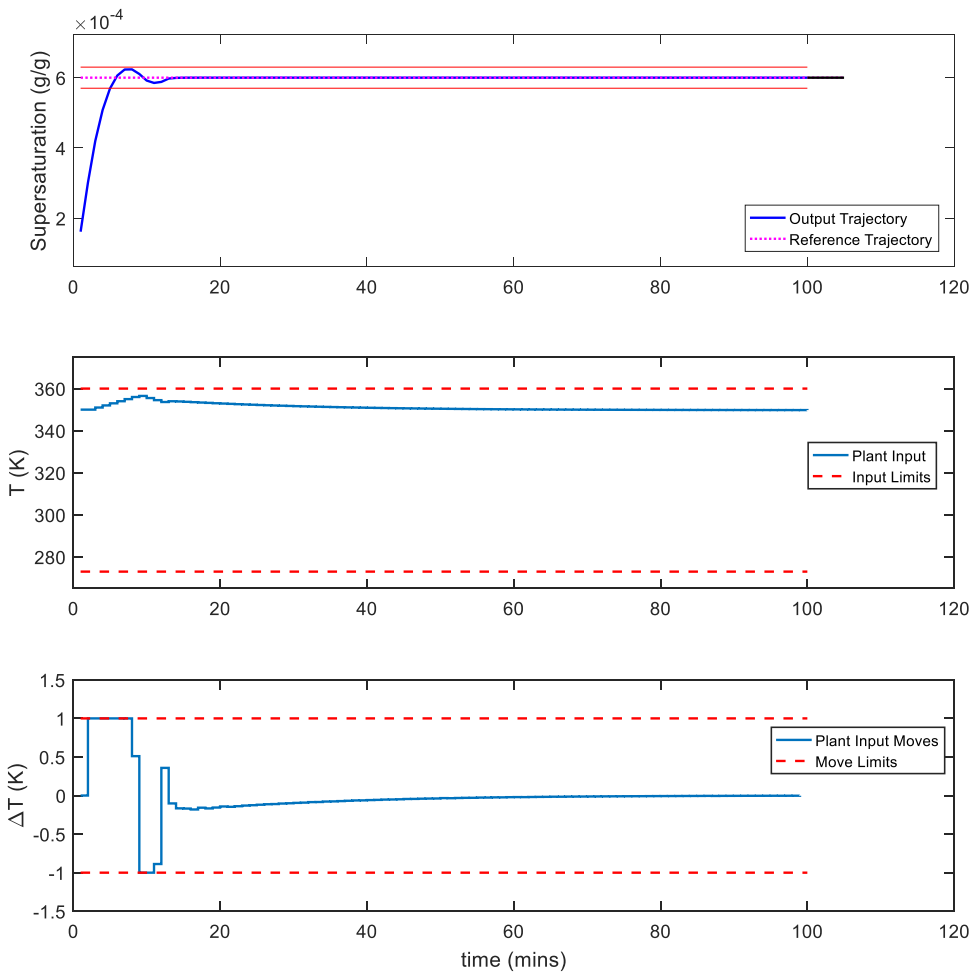 ×10⁻⁴
Supersaturation (g/g)
6
4
2
0 20 40 60 80 100 120
Output Trajectory
Reference Trajectory
T (K)
360
340
320
300
280
0 20 40 60 80 100 120
Plant Input
Input Limits
ΔT (K)
1.5
1
0.5
0
-0.5
-1
-1.5
0 20 40 60 80 100 120
Plant Input Moves
Move Limits
time (mins)